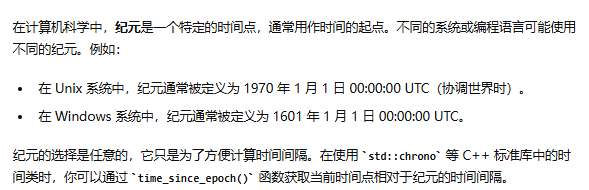 在计算机科学中，纪元是一个特定的时间点，通常用作时间的起点。不同的系统或编程语言可能使用
不同的纪元。例如：
• 在 Unix 系统中，纪元通常被定义为 1970 年 1 月 1 日 00:00:00 UTC（协调世界时）。
• 在 Windows 系统中，纪元通常被定义为 1601 年 1 月 1 日 00:00:00 UTC。
纪元的选择是任意的，它只是为了方便计算时间间隔。在使用 `std::chrono` 等 C++ 标准库中的时
间类时，你可以通过 `time_since_epoch()` 函数获取当前时间点相对于纪元的时间间隔。